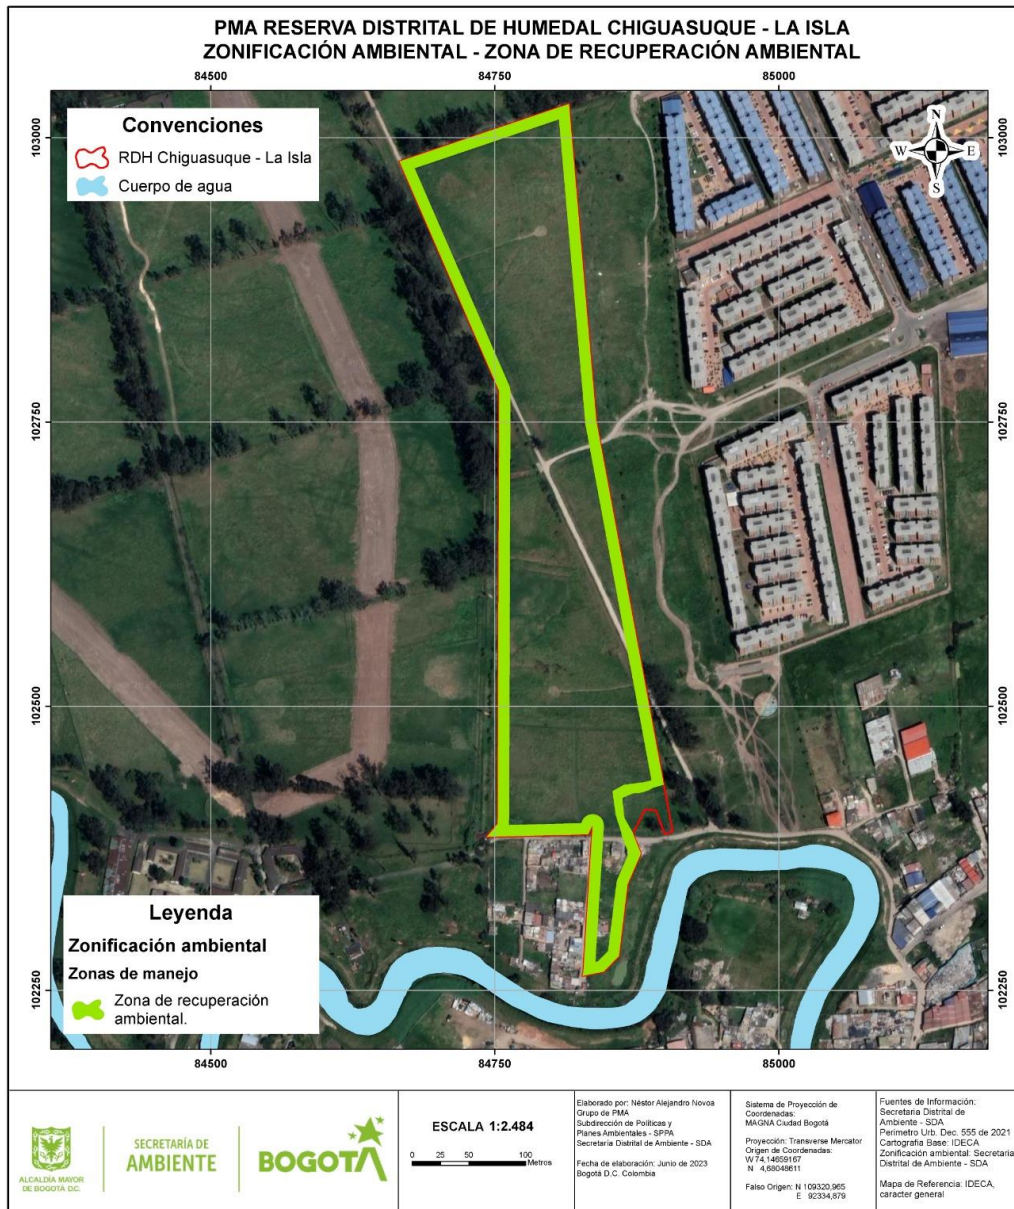 PMA RESERVA DISTRITAL DE HUMEDAL CHIGUASUQUE - LA ISLA
ZONIFICACIÓN AMBIENTAL - ZONA DE RECUPERACIÓN AMBIENTAL
84500
84750
85000
Convenciones
RDH Chiguasuque - La Isla
Cuerpo de agua
N
W
E
S
103000
103000
102750
102750
102500
102500
102250
102250
Leyenda
Zonificación ambiental
Zonas de manejo
Zona de recuperación
ambiental.
84500
84750
85000
ALCALDÍA MAYOR
DE BOGOTÁ D.C.
SECRETARÍA DE
AMBIENTE
BOGOTÁ
ESCALA 1:2.484
0 25 50 100
Metros
Elaborado por: Néstor Alejandro Novoa
Grupo de PMA
Subdirección de Políticas y
Planes Ambientales - SPPA
Secretaría Distrital de Ambiente - SDA
Fecha de elaboración: Junio de 2023
Bogotá D.C. Colombia
Sistema de Proyección de
Coordenadas:
MAGNA Ciudad Bogotá
Proyección: Transverse Mercator
Origen de Coordenadas:
W 74,14659167
N 4,68048611
Falso Origen: N 109320,965
E 92334,879
Fuentes de Información:
Secretaría Distrital de
Ambiente - SDA
Perímetro Urb. Dec. 555 de 2021
Cartografía Base: IDECA
Zonificación ambiental: Secretaría
Distrital de Ambiente - SDA
Mapa de Referencia: IDECA,
caracter general